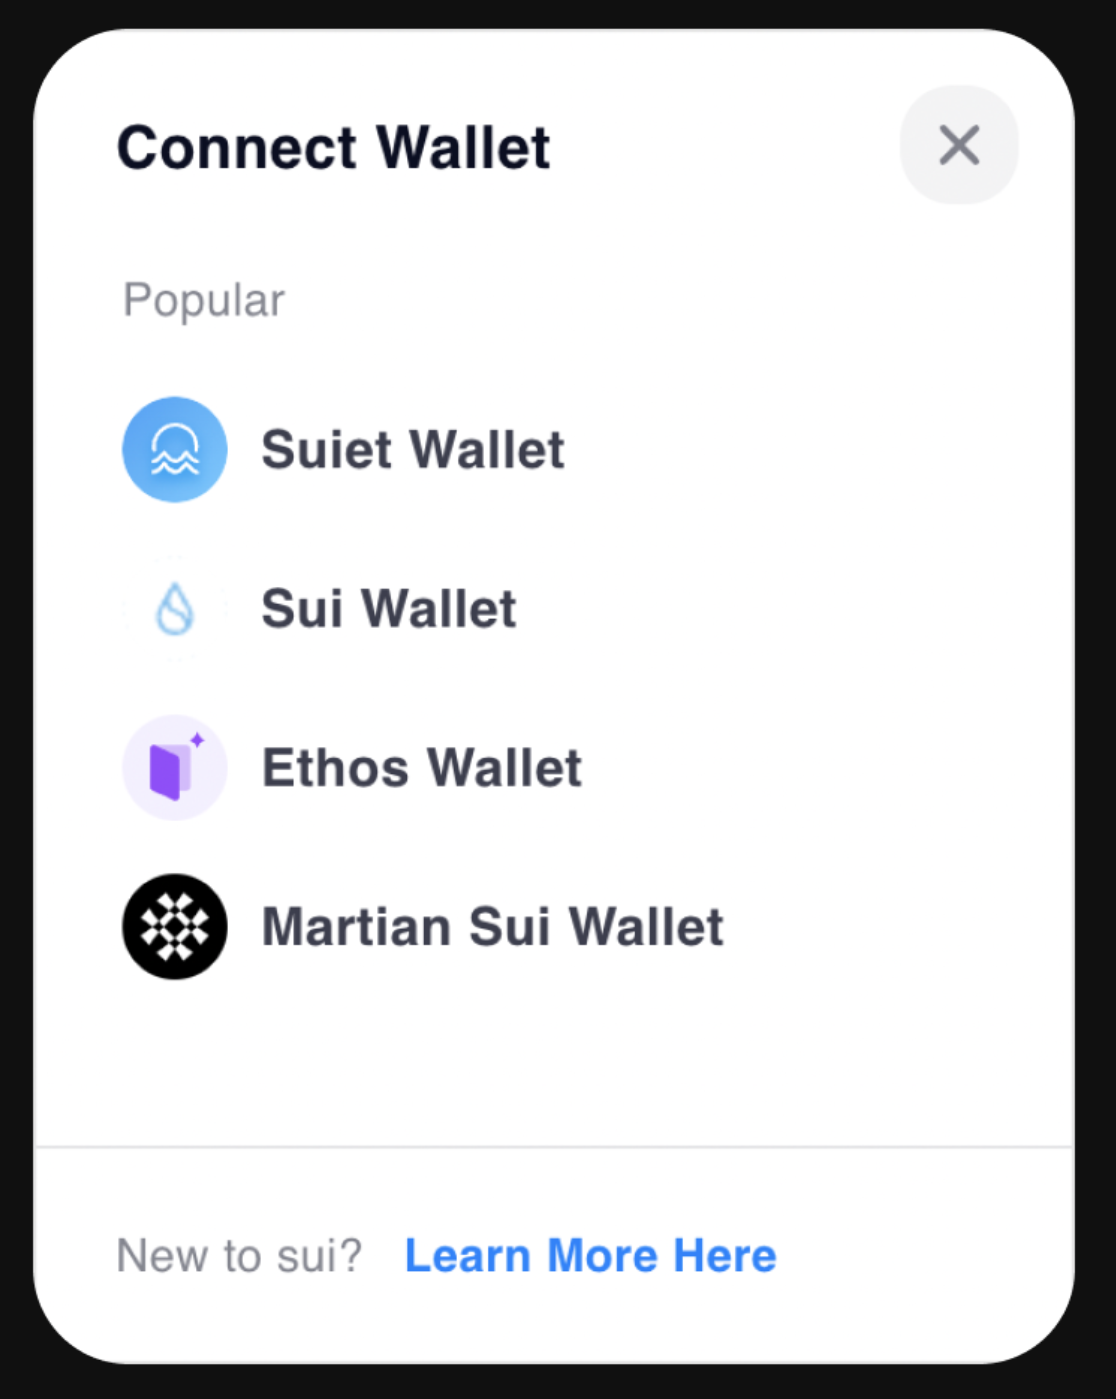 Connect Wallet
Popular
Suiet Wallet
Sui Wallet
Ethos Wallet
Martian Sui Wallet
New to sui? Learn More Here